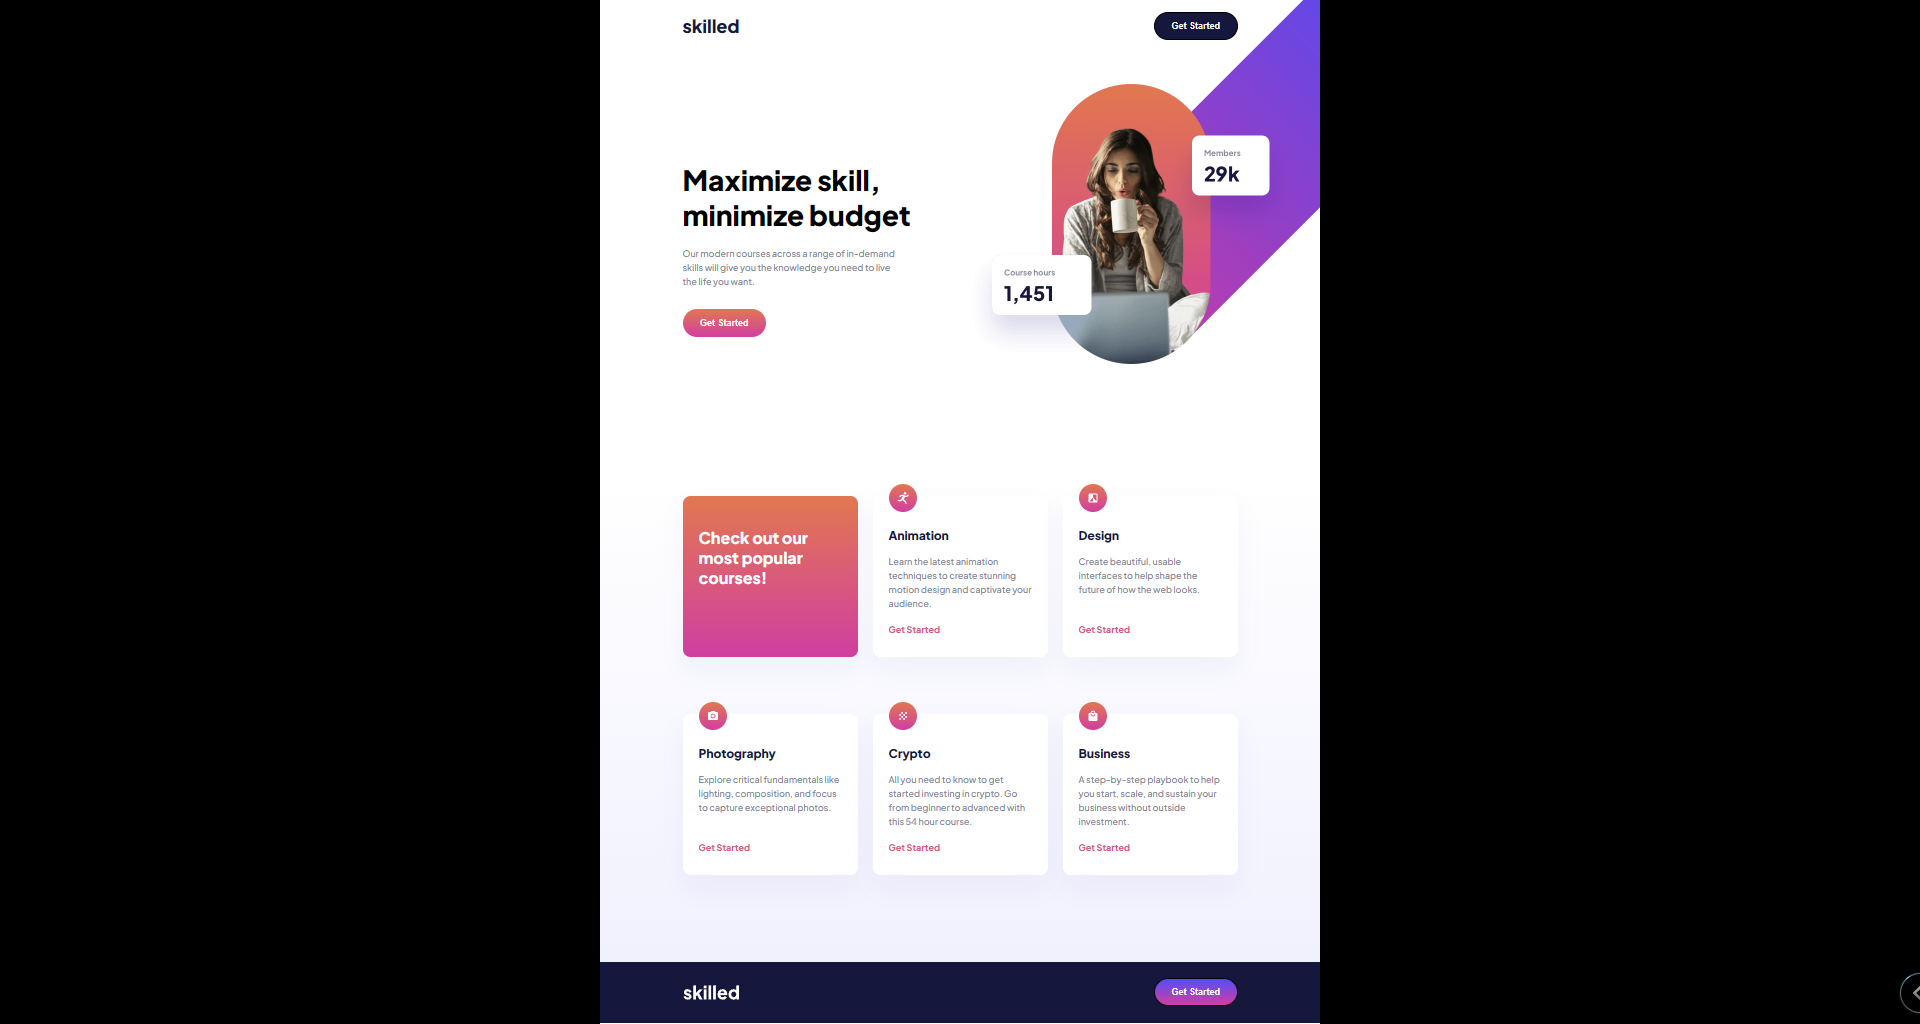 skilled
Get Started
Members
29k
Maximize skill,
minimize budget
Our modern courses across a range of in-demand
skills will give you the knowledge you need to live
the life you want.
Course hours
1,451
Get Started
Check out our
most popular
courses!
Animation
Learn the latest animation
techniques to create stunning
motion design and captivate your
audience.
Get Started
Design
Create beautiful, usable
interfaces to help shape the
future of how the web looks.
Get Started
Photography
Explore critical fundamentals like
lighting, composition, and focus
to capture exceptional photos.
Get Started
Crypto
All you need to know to get
started investing in crypto. Go
from beginner to advanced with
this 54 hour course.
Get Started
Business
A step-by-step playbook to help
you start, scale, and sustain your
business without outside
investment.
Get Started
skilled
Get Started